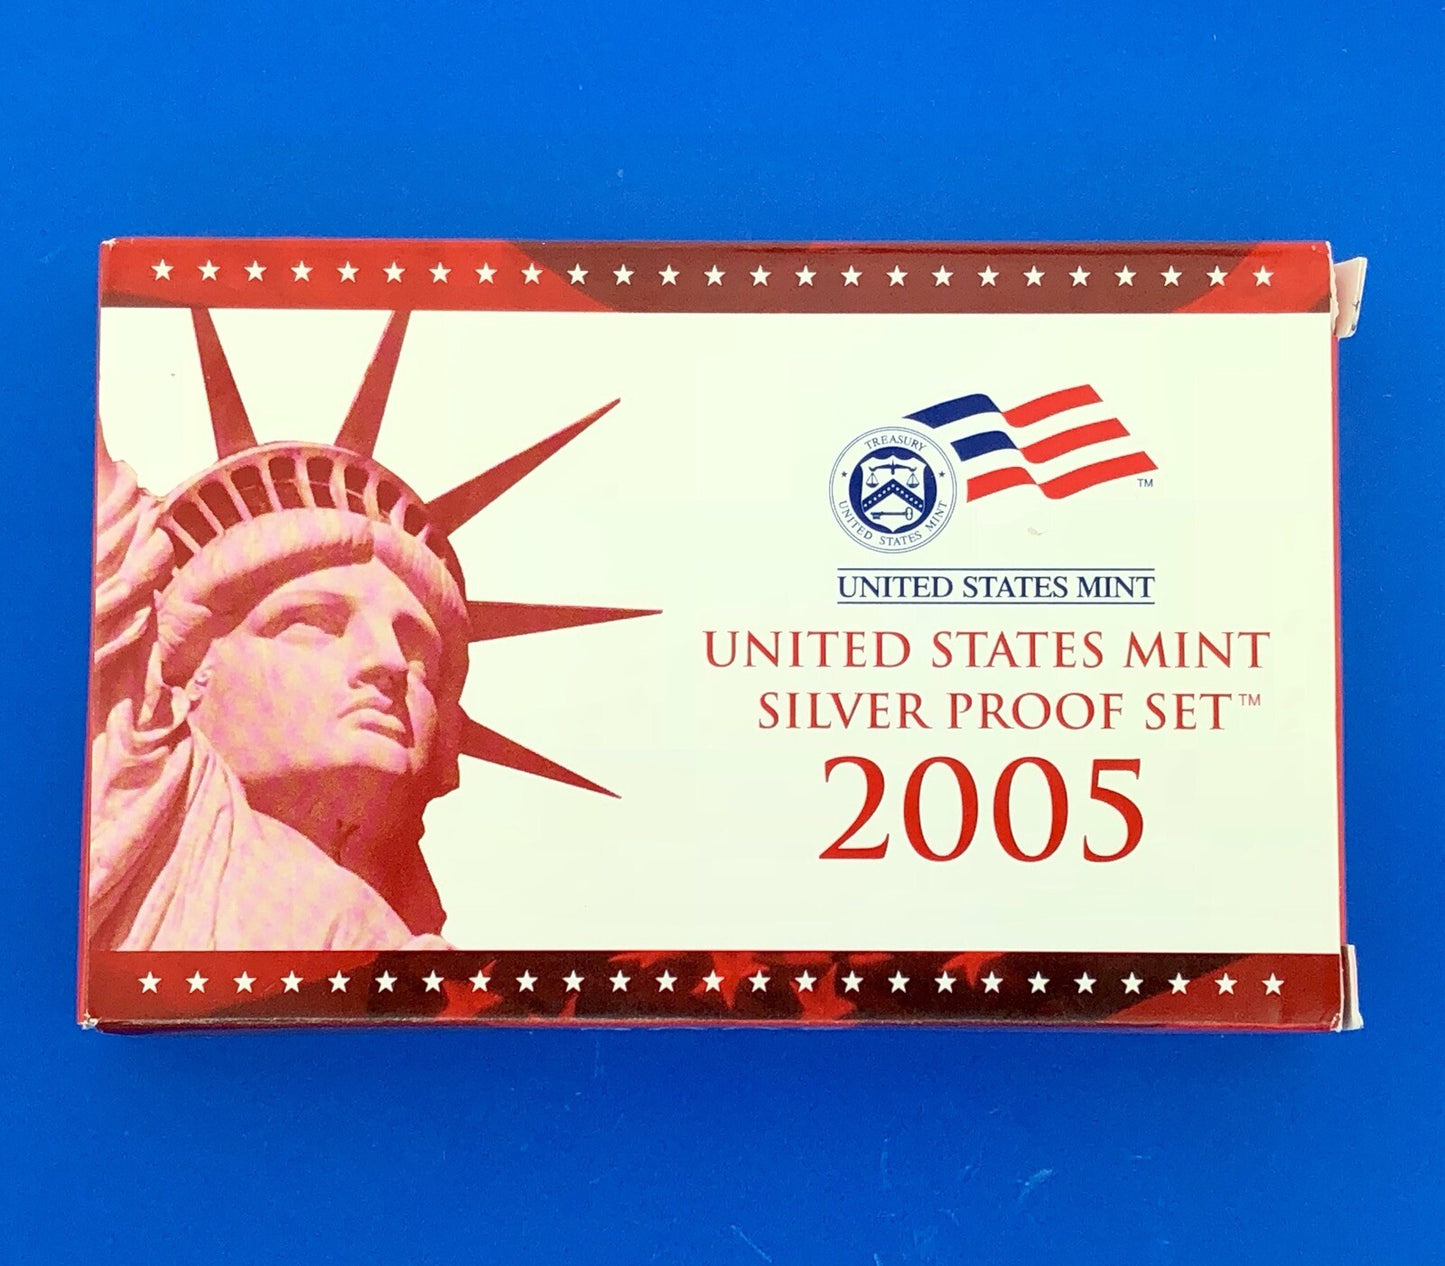 TREASURY
UNITED STATES MINT
TM
UNITED STATES MINT
UNITED STATES MINT
SILVER PROOF SET™
2005